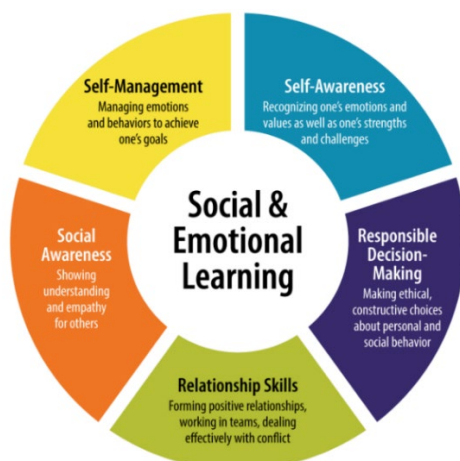 Self-Management
Managing emotions
and behaviors to achieve
one's goals
Self-Awareness
Recognizing one's emotions and
values as well as one's strengths
and challenges
Social &
Emotional
Learning
Social
Awareness
Showing
understanding
and empathy
for others
Responsible
Decision-
Making
Making ethical,
constructive choices
about personal and
social behavior
Relationship Skills
Forming positive relationships,
working in teams, dealing
effectively with conflict